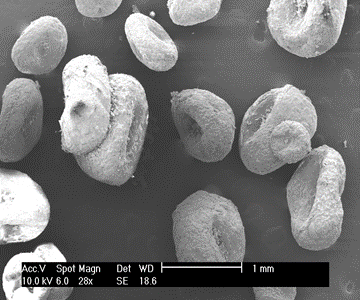 Acc.V Spot Magn Det WD 1 mm
10.0 kV 6.0 28x SE 18.6